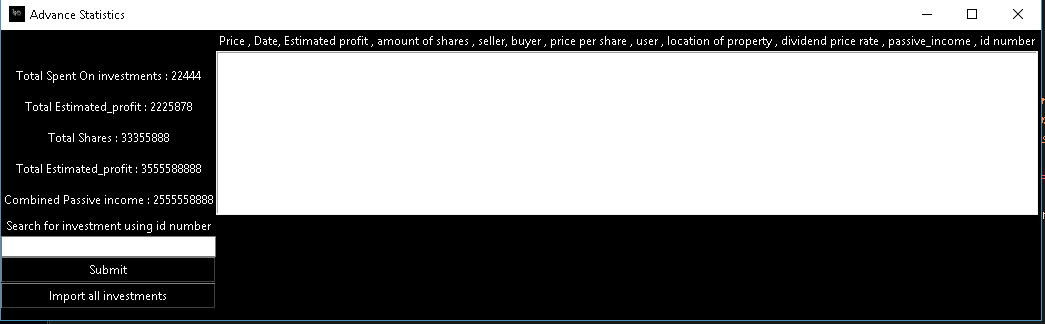 Advance Statistics
Price , Date, Estimated profit , amount of shares , seller, buyer , price per share , user , location of property , dividend price rate , passive_income , id number
Total Spent On investments : 22444
Total Estimated_profit : 2225878
Total Shares : 33355888
Total Estimated_profit : 3555588888
Combined Passive income : 2555558888
Search for investment using id number
Submit
Import all investments